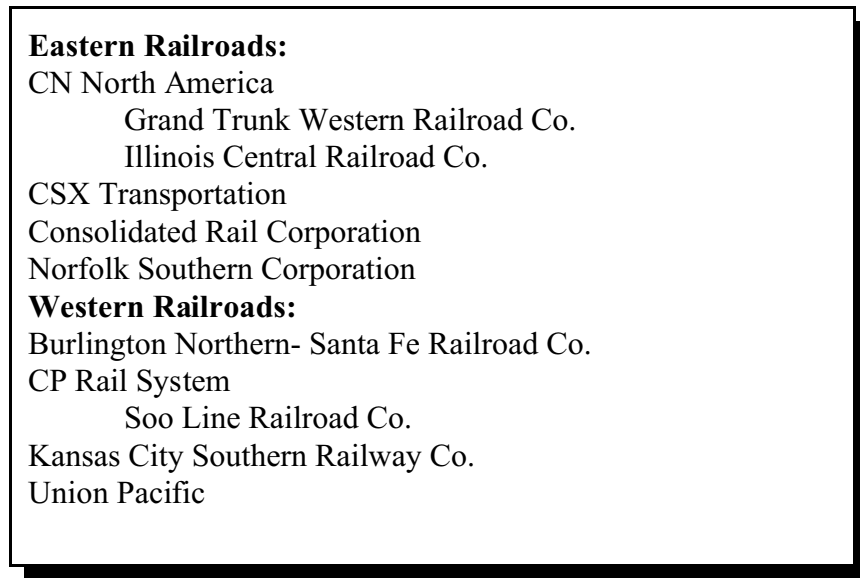 Eastern Railroads:
CN North America
Grand Trunk Western Railroad Co.
Illinois Central Railroad Co.
CSX Transportation
Consolidated Rail Corporation
Norfolk Southern Corporation
Western Railroads:
Burlington Northern- Santa Fe Railroad Co.
CP Rail System
Soo Line Railroad Co.
Kansas City Southern Railway Co.
Union Pacific